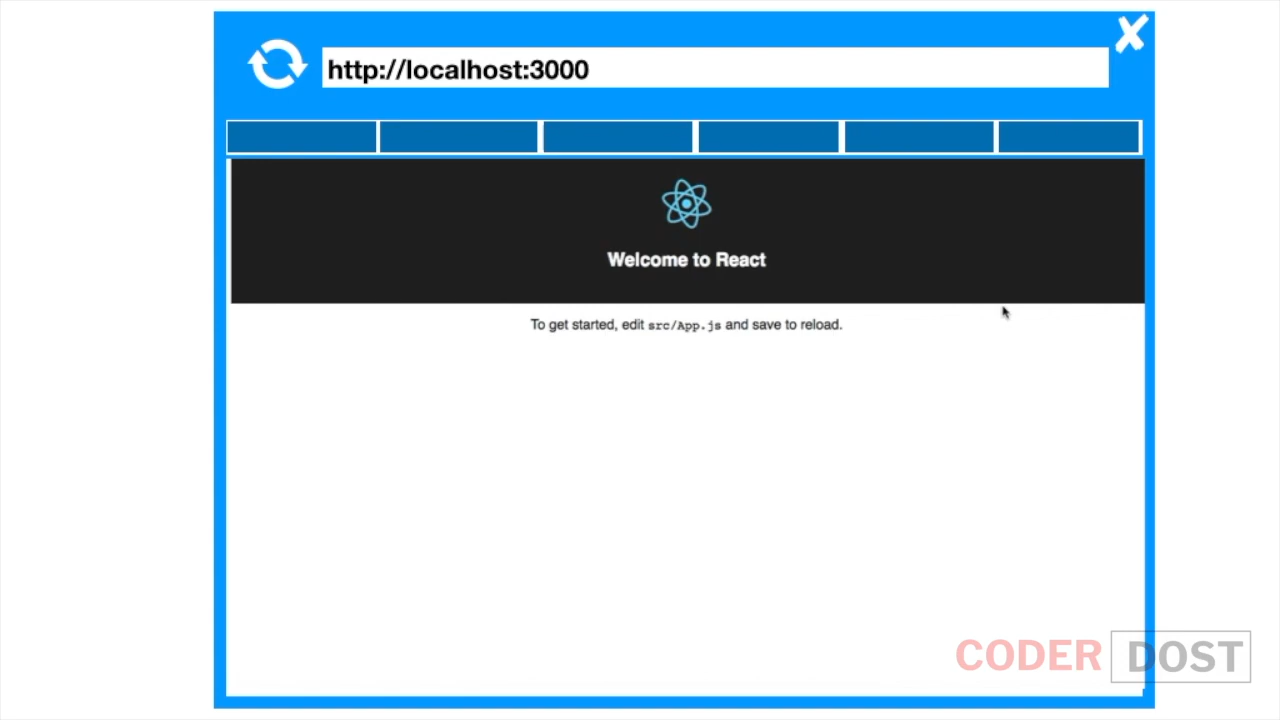 http://localhost:3000
Welcome to React
To get started, edit src/App.js and save to reload.
CODER DOST